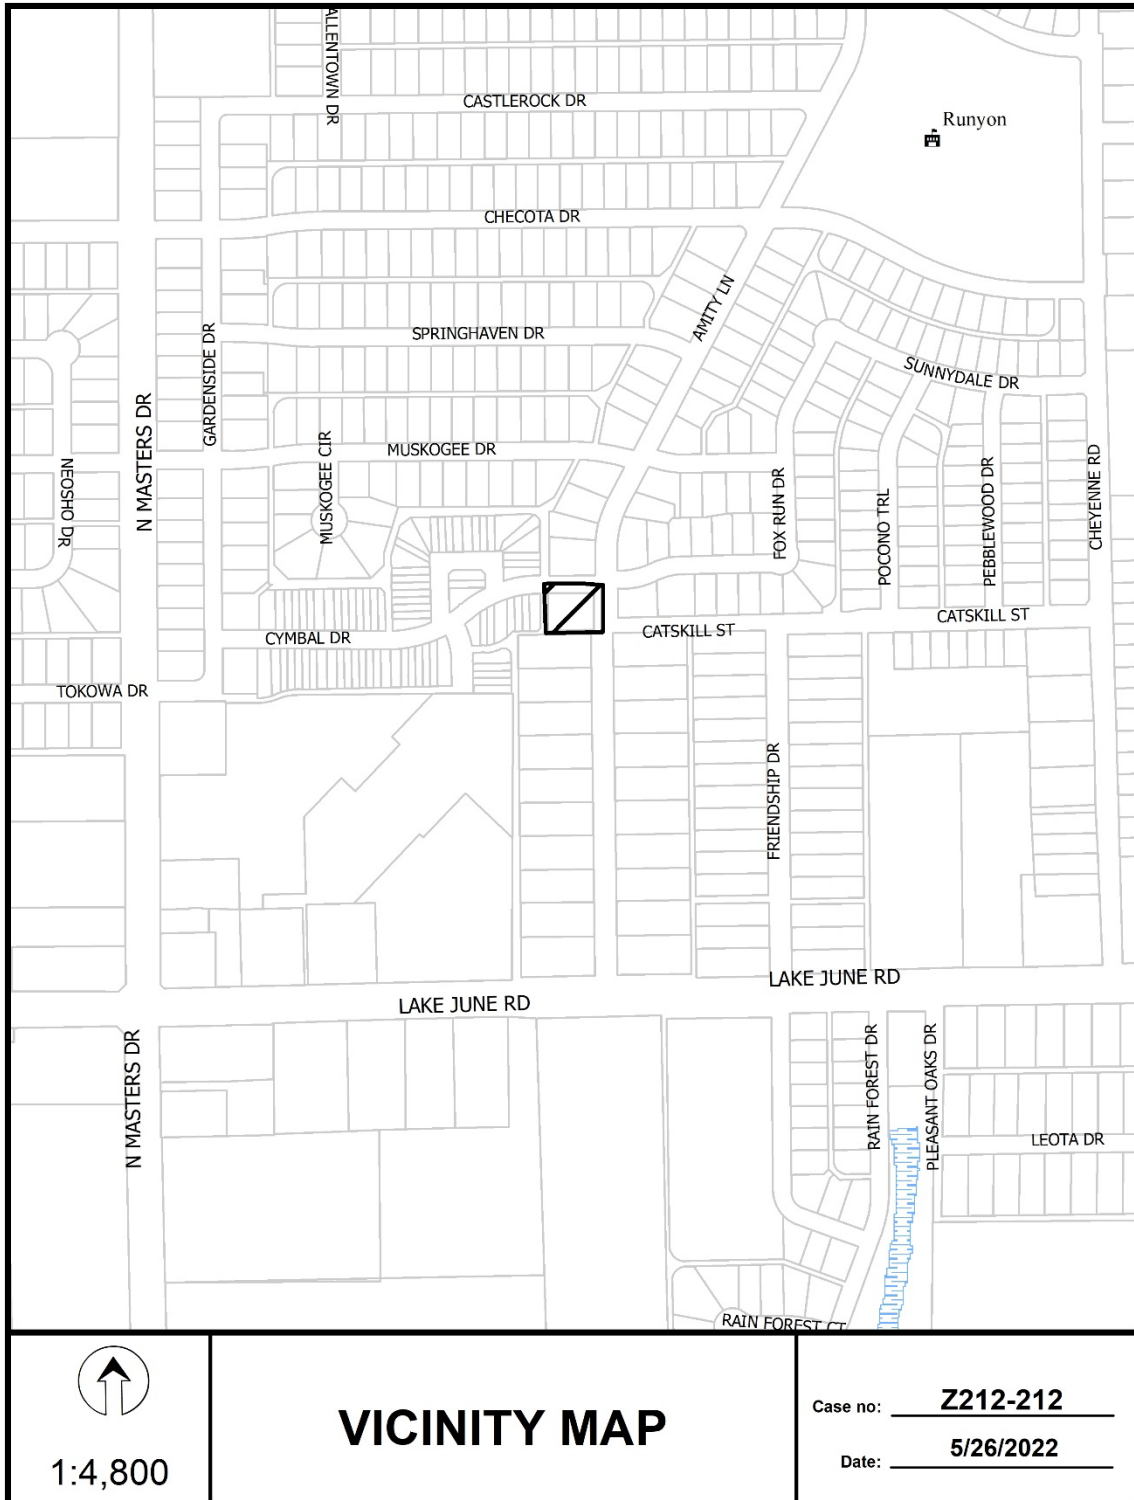 ALLENTOWN DR
CASTLEROCK DR
Runyon
CHECOTA DR
AMITY LN
SPRINGHAVEN DR
GARDENSIDE DR
SUNNYDALE DR
N MASTERS DR
MUSKOGEE CIR
MUSKOGEE DR
NEOSHO DR
FOX RUN DR
POCONO TRL
PEBBLEWOOD DR
CHEYENNE RD
CYMBAL DR
CATSKILL ST
CATSKILL ST
TOKOWA DR
FRIENDSHIP DR
LAKE JUNE RD
LAKE JUNE RD
N MASTERS DR
RAIN FOREST DR
PLEASANT OAKS DR
LEOTA DR
RAIN FOREST CT
1:4,800
VICINITY MAP
Case no: Z212-212
Date: 5/26/2022